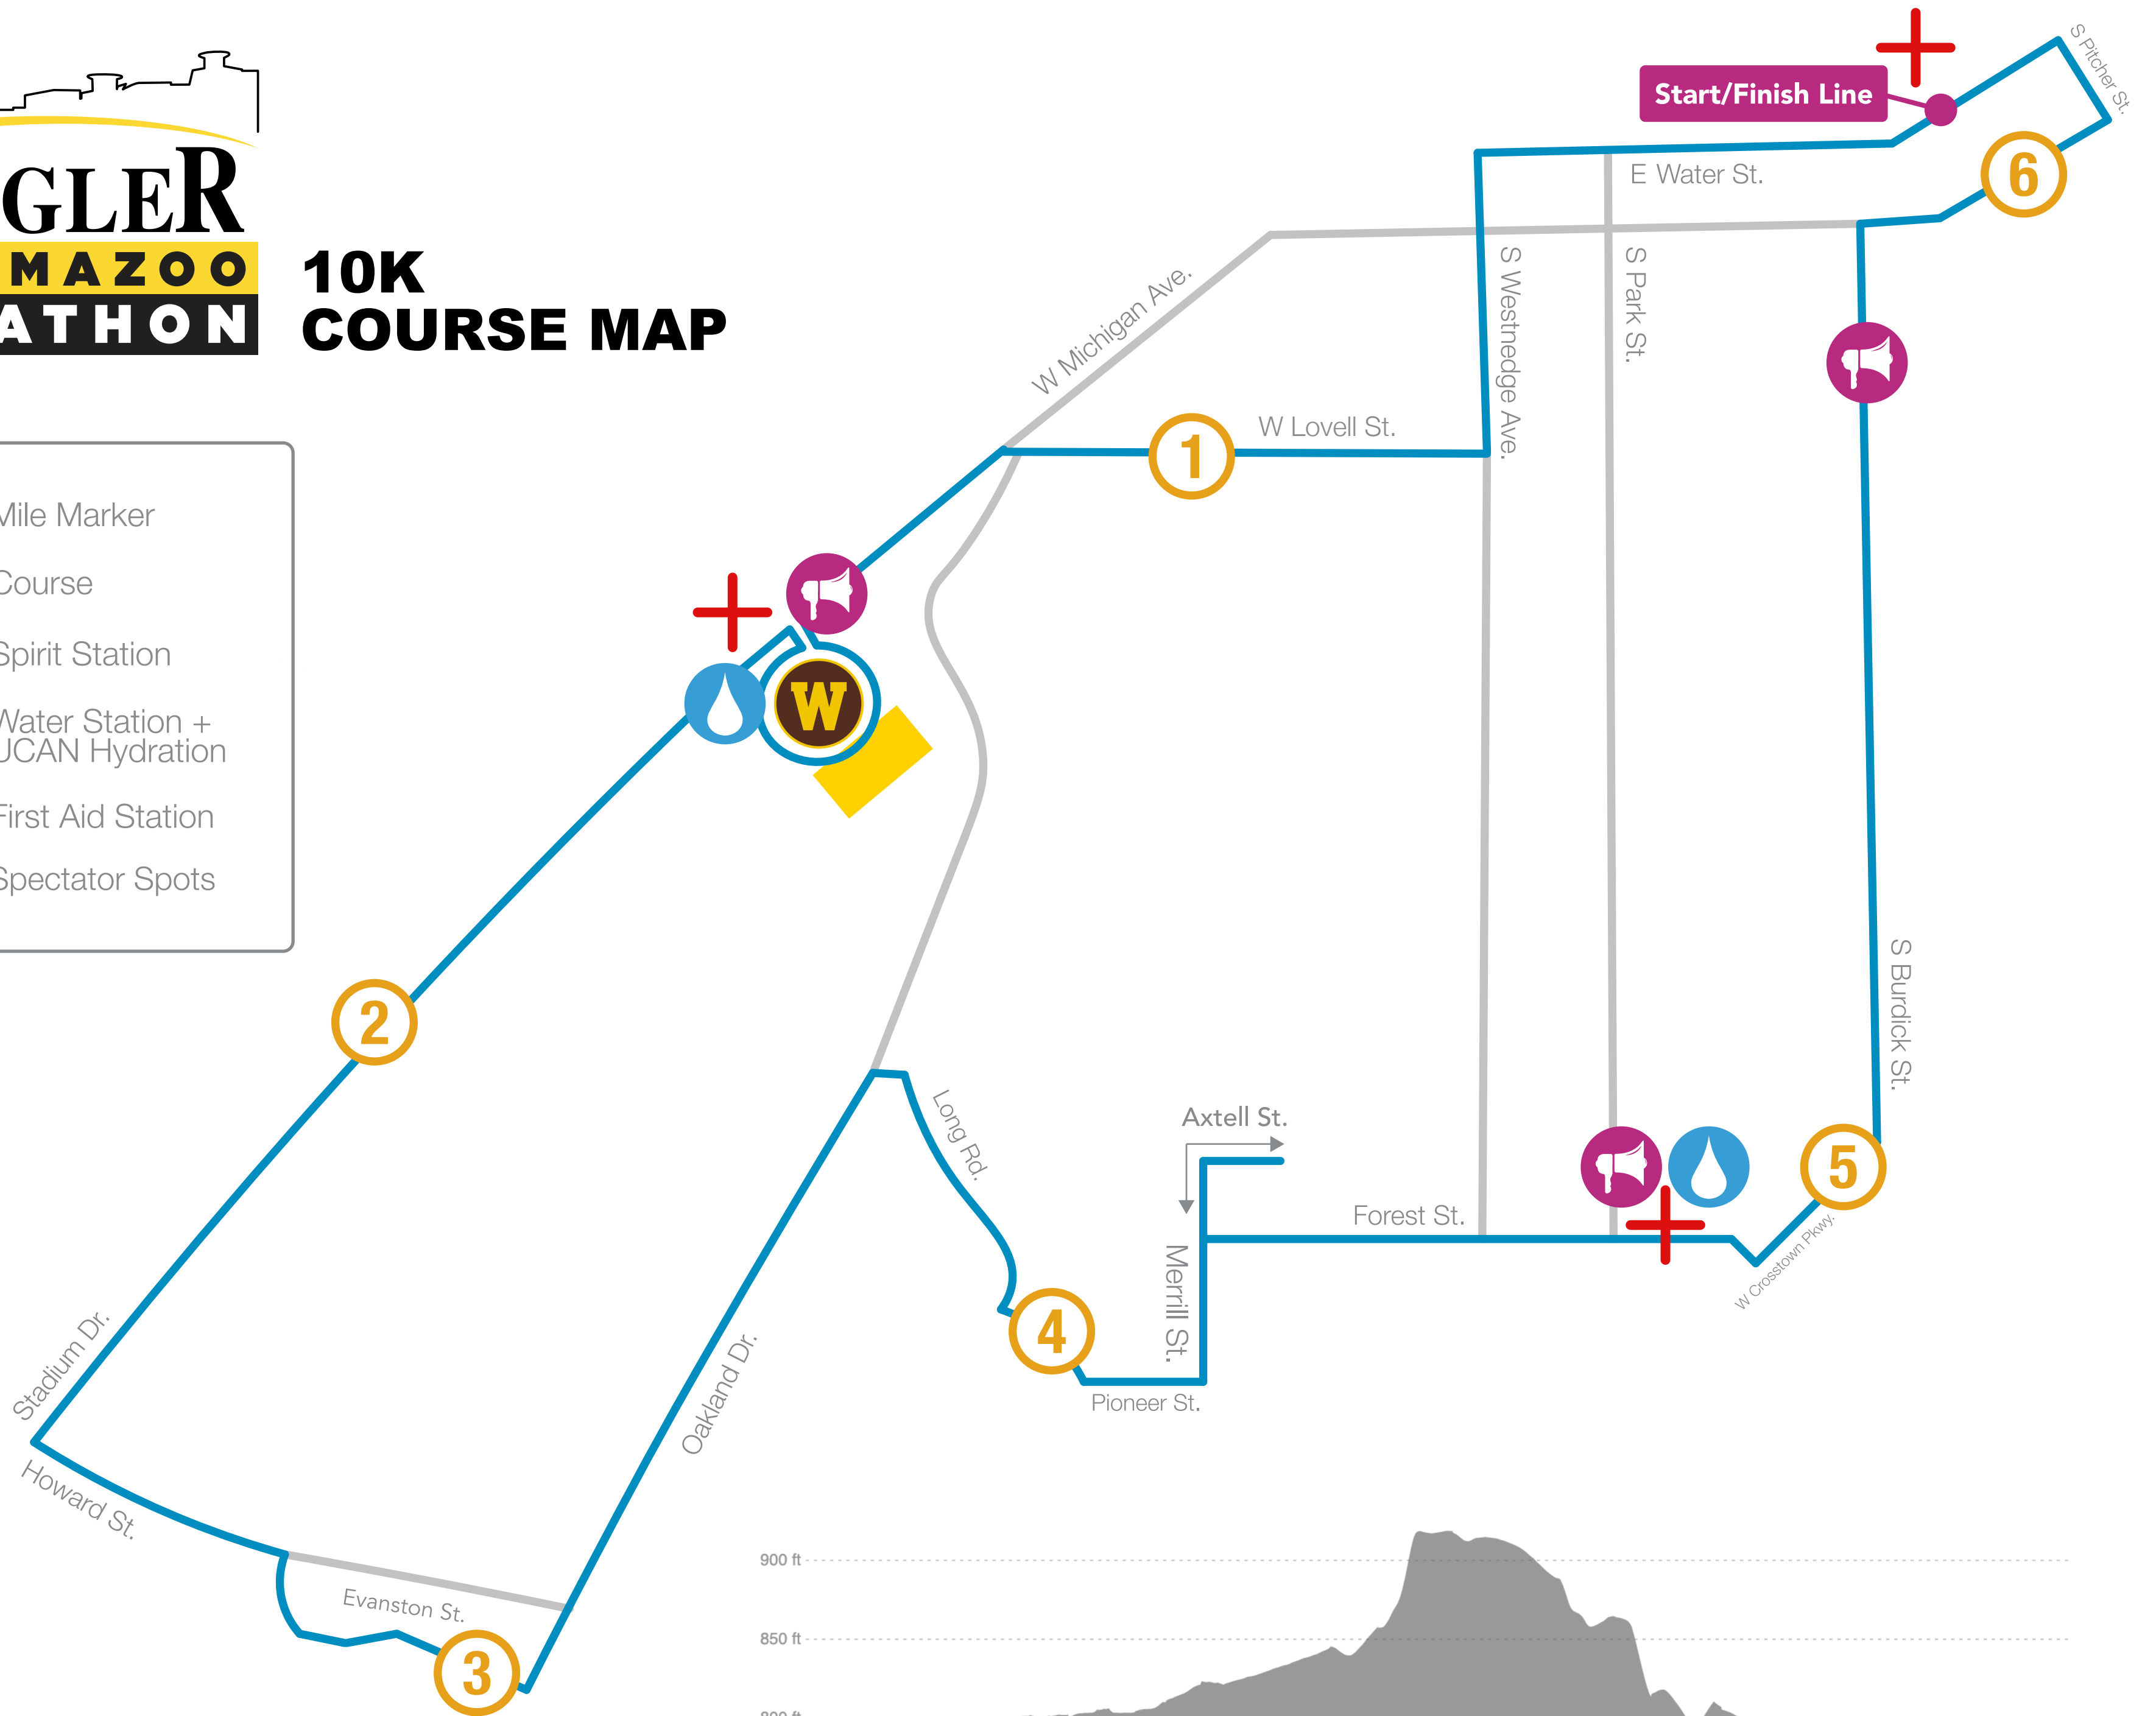 GLER
MAZOO
ATHON
10K
COURSE MAP
Mile Marker
Course
Spirit Station
Water Station +
UCAN Hydration
First Aid Station
Spectator Spots
Start/Finish Line
S Pitcher St.
6
E Water St.
S Westnedge Ave.
S Park St.
W Michigan Ave.
W Lovell St.
1
W
2
S Burdick St.
Long Rd.
Axtell St.
Forest St.
5
W Crosstown Pkwy.
Merrill St.
4
Pioneer St.
Stadium Dr.
Oakland Dr.
Howard St.
Evanston St.
3
900 ft
850 ft
800 ft